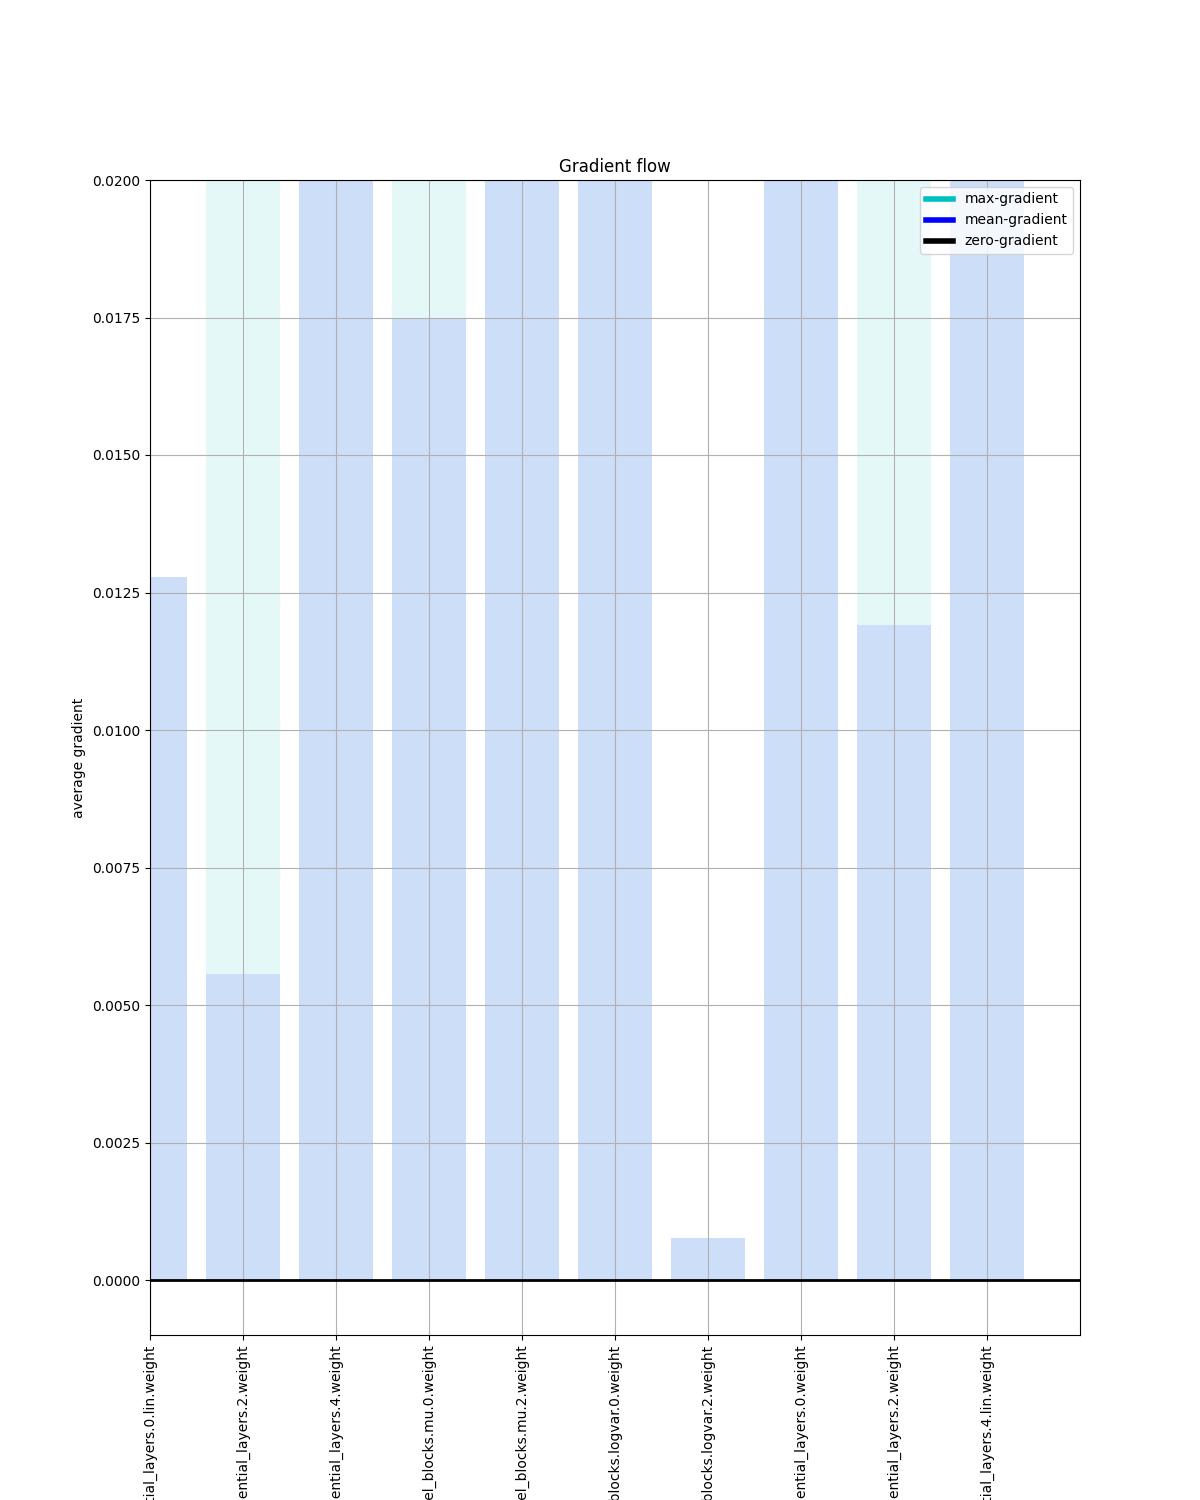 Gradient flow
max-gradient
mean-gradient
zero-gradient
0.0200
0.0175
0.0150
0.0125
0.0100
0.0075
0.0050
0.0025
0.0000
average gradient
tial_layers.0.lin.weight
ential_layers.2.weight
ential_layers.4.weight
el_blocks.mu.0.weight
el_blocks.mu.2.weight
blocks.logvar.0.weight
blocks.logvar.2.weight
ential_layers.0.weight
ential_layers.2.weight
tial_layers.4.lin.weight